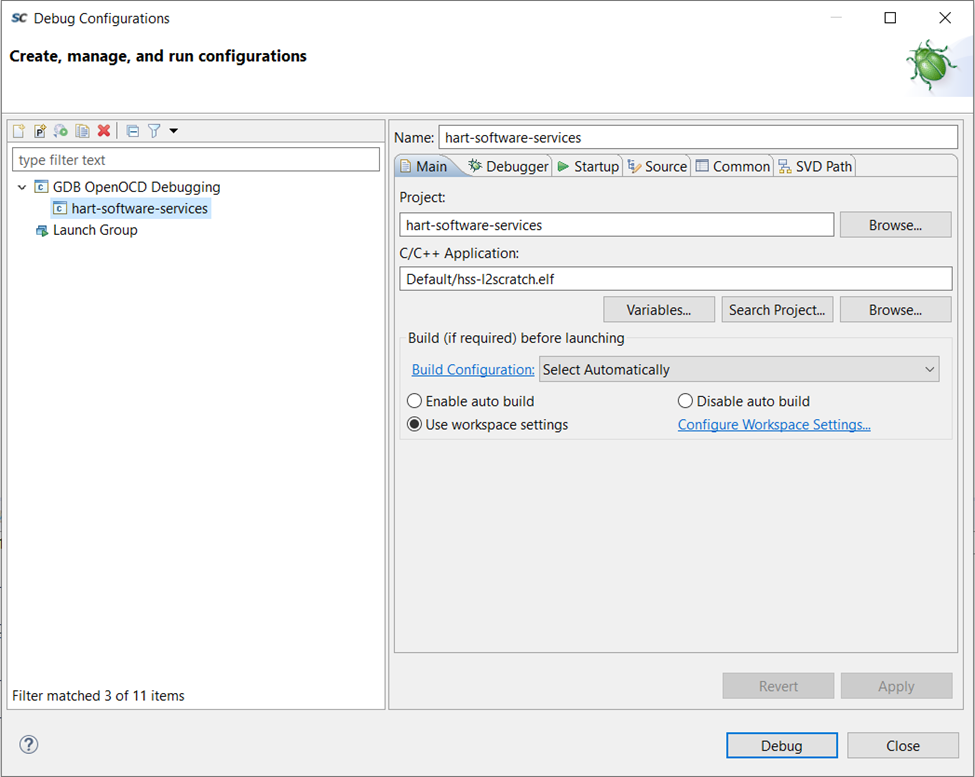 SC Debug Configurations
Create, manage, and run configurations
type filter text
GDB OpenOCD Debugging
hart-software-services
Launch Group
Filter matched 3 of 11 items
Name: hart-software-services
Main Debugger Startup Source Common SVD Path
Project:
hart-software-services Browse...
C/C++ Application:
Default/hss-l2scratch.elf
Variables... Search Project... Browse...
Build (if required) before launching
Build Configuration: Select Automatically
Enable auto build Disable auto build
Use workspace settings Configure Workspace Settings...
Revert Apply
? Debug Close